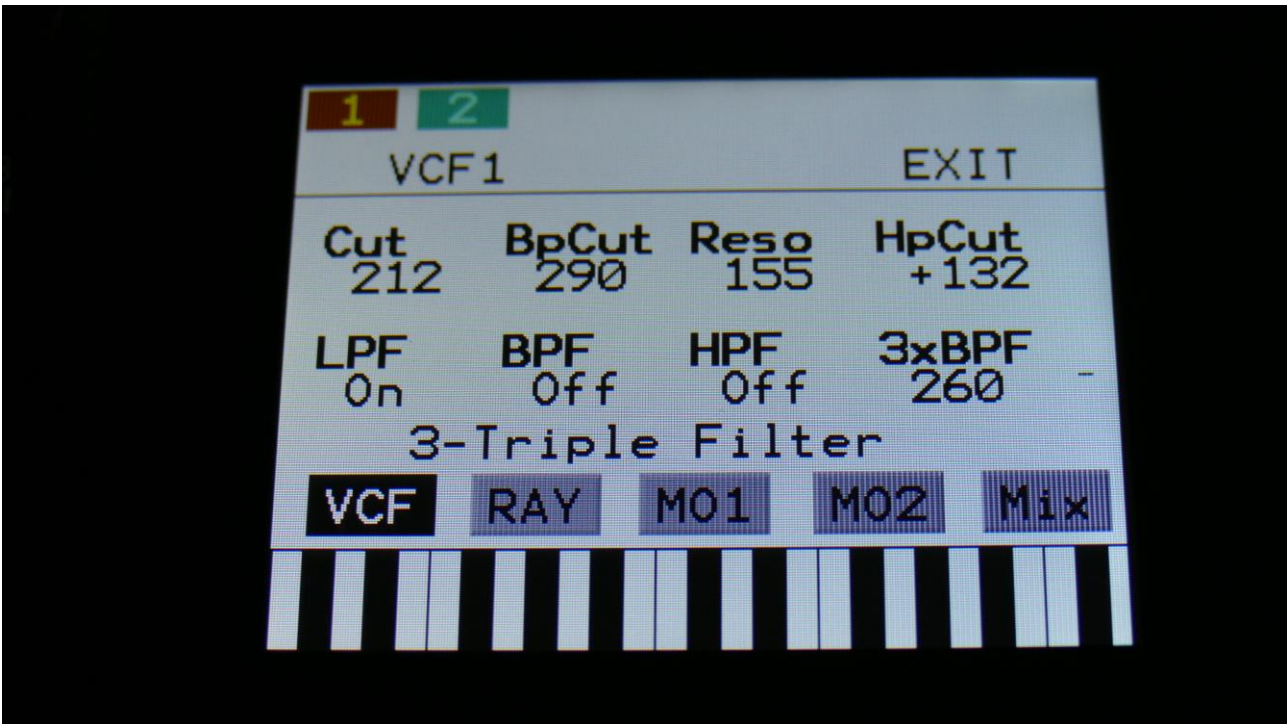 1 2
VCF1 EXIT
Cut BpCut Reso HpCut
212 290 155 +132
LPF BPF HPF 3xBPF
On Off Off 260 -
3-Triple Filter
VCF RAY MO1 MO2 Mix